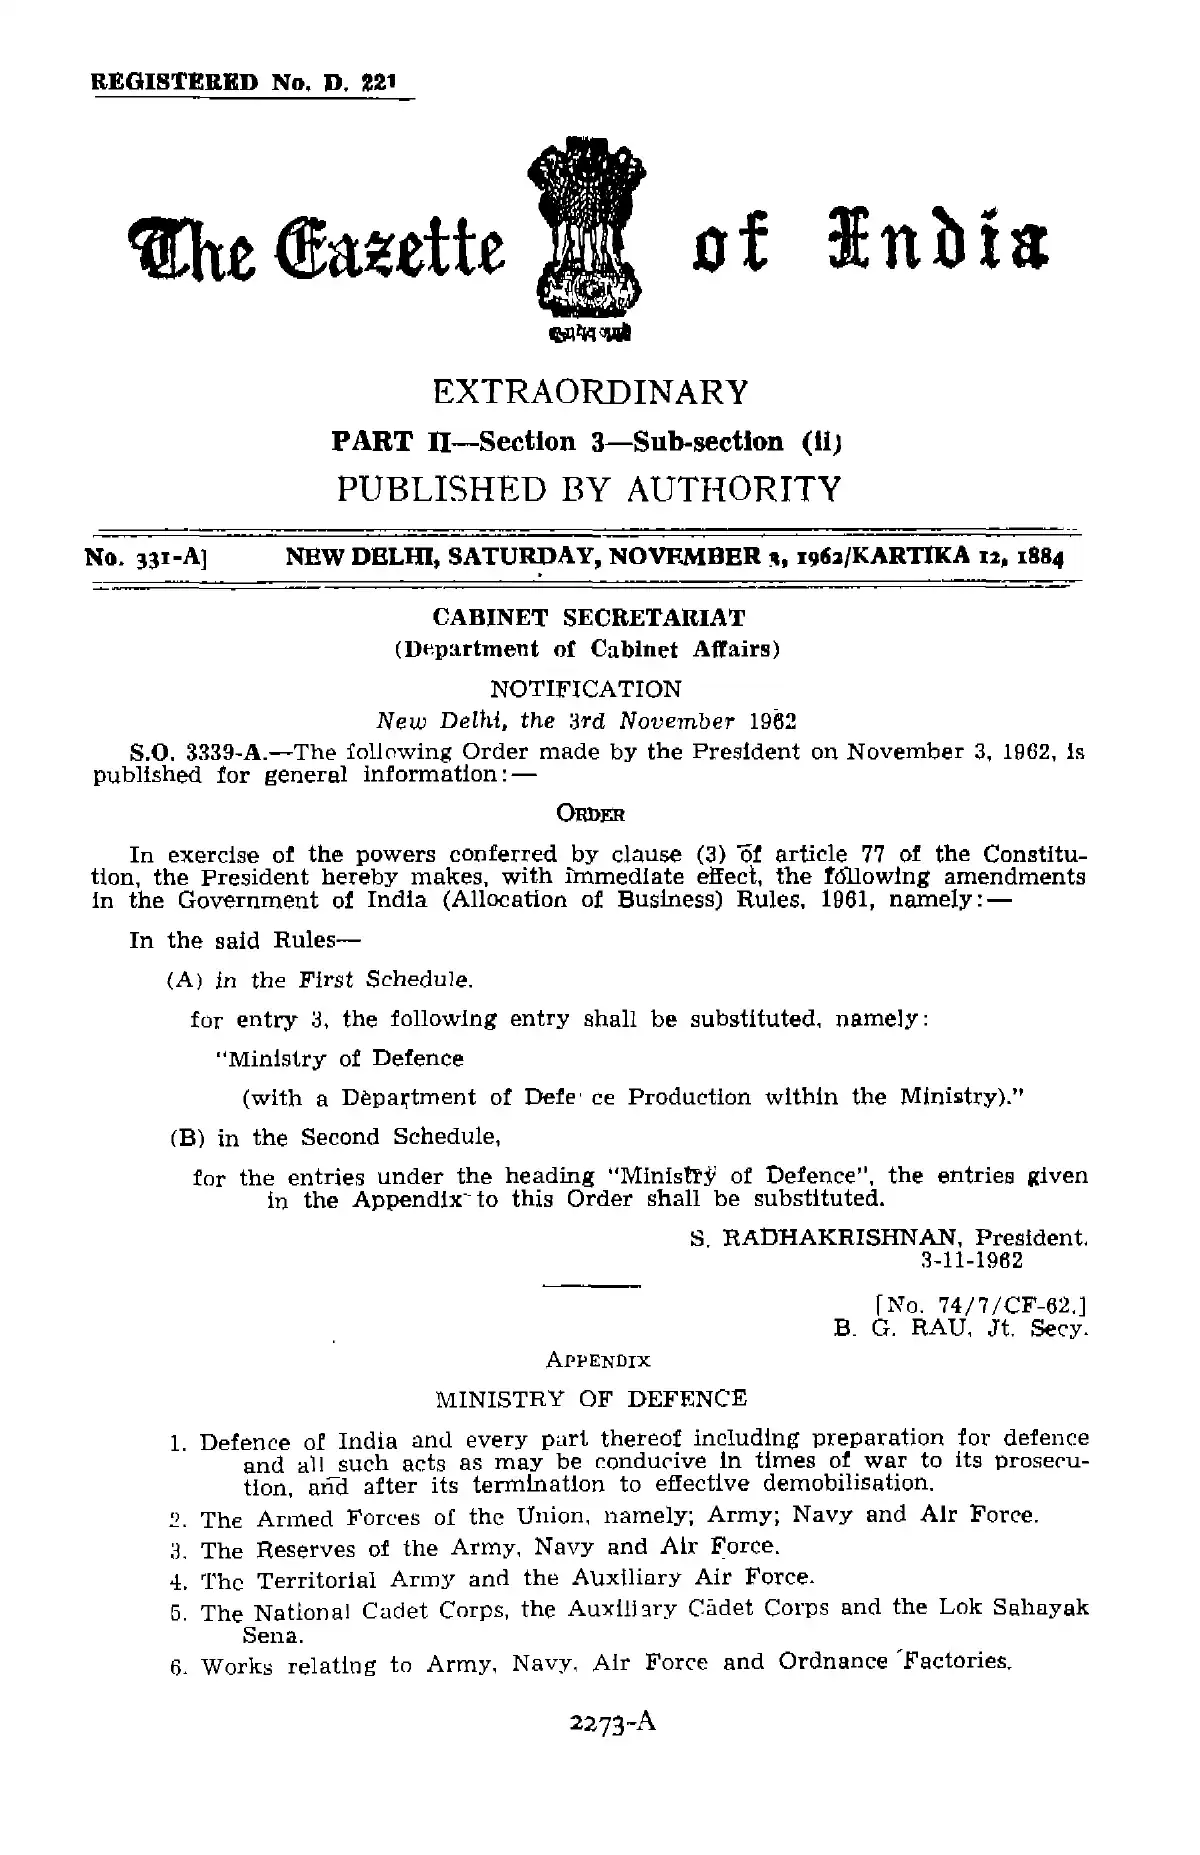 REGISTERED No. D. 221
The Gazette of India
EXTRAORDINARY
PART II—Section 3—Sub-section (ii)
PUBLISHED BY AUTHORITY
No. 331-A] NEW DELHI, SATURDAY, NOVEMBER 3, 1962/KARTIKA 12, 1884
CABINET SECRETARIAT
(Department of Cabinet Affairs)
NOTIFICATION
New Delhi, the 3rd November 1962
S.O. 3339-A.—The following Order made by the President on November 3, 1962, is
published for general information:—
ORDER
In exercise of the powers conferred by clause (3) of article 77 of the Constitu-
tion, the President hereby makes, with immediate effect, the following amendments
in the Government of India (Allocation of Business) Rules, 1961, namely:—
In the said Rules—
(A) in the First Schedule.
for entry 3, the following entry shall be substituted, namely:
"Ministry of Defence
(with a Department of Defe ce Production within the Ministry)."
(B) in the Second Schedule,
for the entries under the heading "Ministry of Defence", the entries given
in the Appendix to this Order shall be substituted.
S. RADHAKRISHNAN, President.
3-11-1962
[No. 74/7/CF-62.]
B. G. RAU, Jt. Secy.
APPENDIX
MINISTRY OF DEFENCE
1. Defence of India and every part thereof including preparation for defence
and all such acts as may be conducive in times of war to its prosecu-
tion, and after its termination to effective demobilisation.
2. The Armed Forces of the Union, namely; Army; Navy and Air Force.
3. The Reserves of the Army, Navy and Air Force.
4. The Territorial Army and the Auxiliary Air Force.
5. The National Cadet Corps, the Auxiliary Cadet Corps and the Lok Sahayak
Sena.
6. Works relating to Army, Navy, Air Force and Ordnance Factories.
2273-A